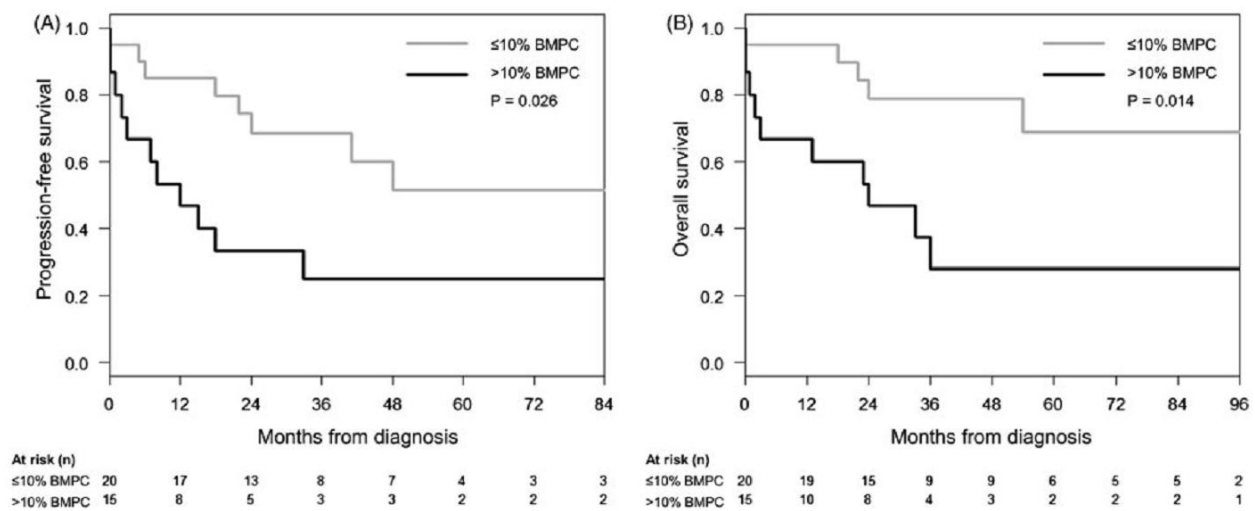 (A)
Progression-free survival
1.0
0.8
0.6
0.4
0.2
0.0
≤10% BMPC
>10% BMPC
P = 0.026
0 12 24 36 48 60 72 84
Months from diagnosis
At risk (n)
≤10% BMPC 20 17 13 8 7 4 3 3
>10% BMPC 15 8 5 3 3 2 2 2
(B)
Overall survival
1.0
0.8
0.6
0.4
0.2
0.0
≤10% BMPC
>10% BMPC
P = 0.014
0 12 24 36 48 60 72 84 96
Months from diagnosis
At risk (n)
≤10% BMPC 20 19 15 9 9 6 5 5 2
>10% BMPC 15 10 8 4 3 2 2 2 1